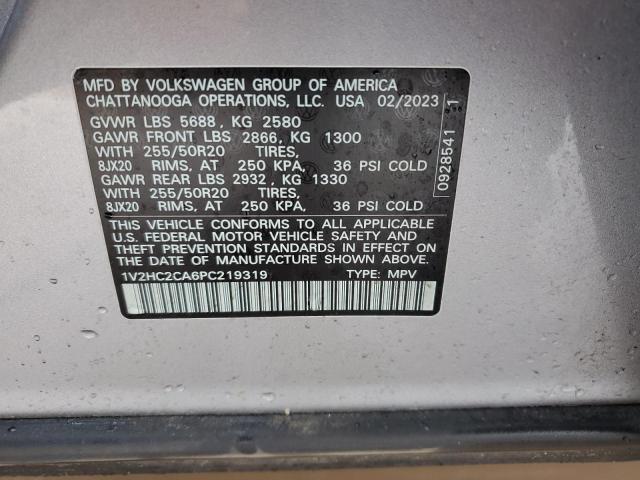 MFD BY VOLKSWAGEN GROUP OF AMERICA
CHATTANOOGA OPERATIONS, LLC. USA 02/2023
GVWR LBS 5688, KG 2580
GAWR FRONT LBS 2866, KG 1300
WITH 255/50R20 TIRES,
8JX20 RIMS, AT 250 KPA, 36 PSI COLD
GAWR REAR LBS 2932, KG 1330
WITH 255/50R20 TIRES,
8JX20 RIMS, AT 250 KPA, 36 PSI COLD
THIS VEHICLE CONFORMS TO ALL APPLICABLE
U.S. FEDERAL MOTOR VEHICLE SAFETY AND
THEFT PREVENTION STANDARDS IN EFFECT ON
THE DATE OF MANUFACTURE SHOWN ABOVE.
1V2HC2CA6PC219319 TYPE: MPV
0928541 1